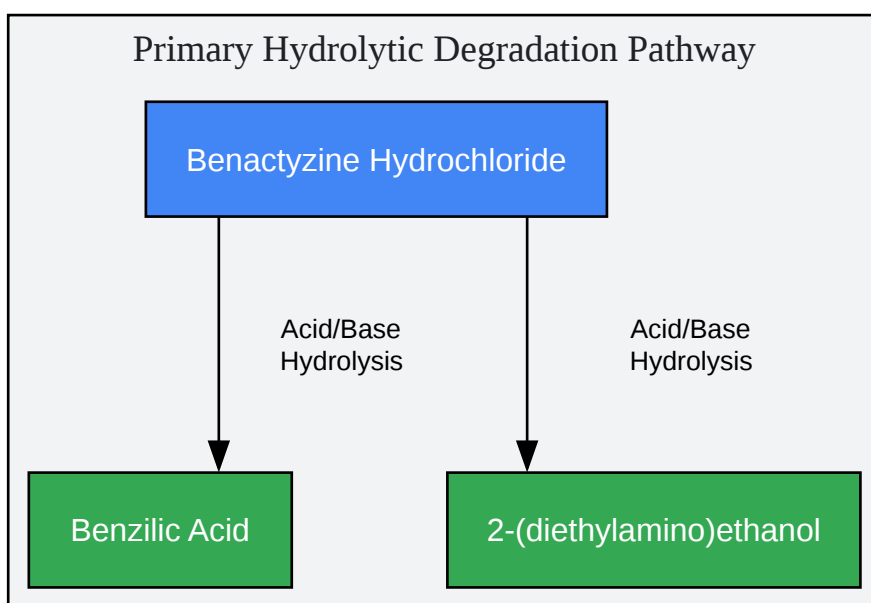 Primary Hydrolytic Degradation Pathway
Benactyzine Hydrochloride
Acid/Base
Hydrolysis
Acid/Base
Hydrolysis
Benzilic Acid
2-(diethylamino)ethanol